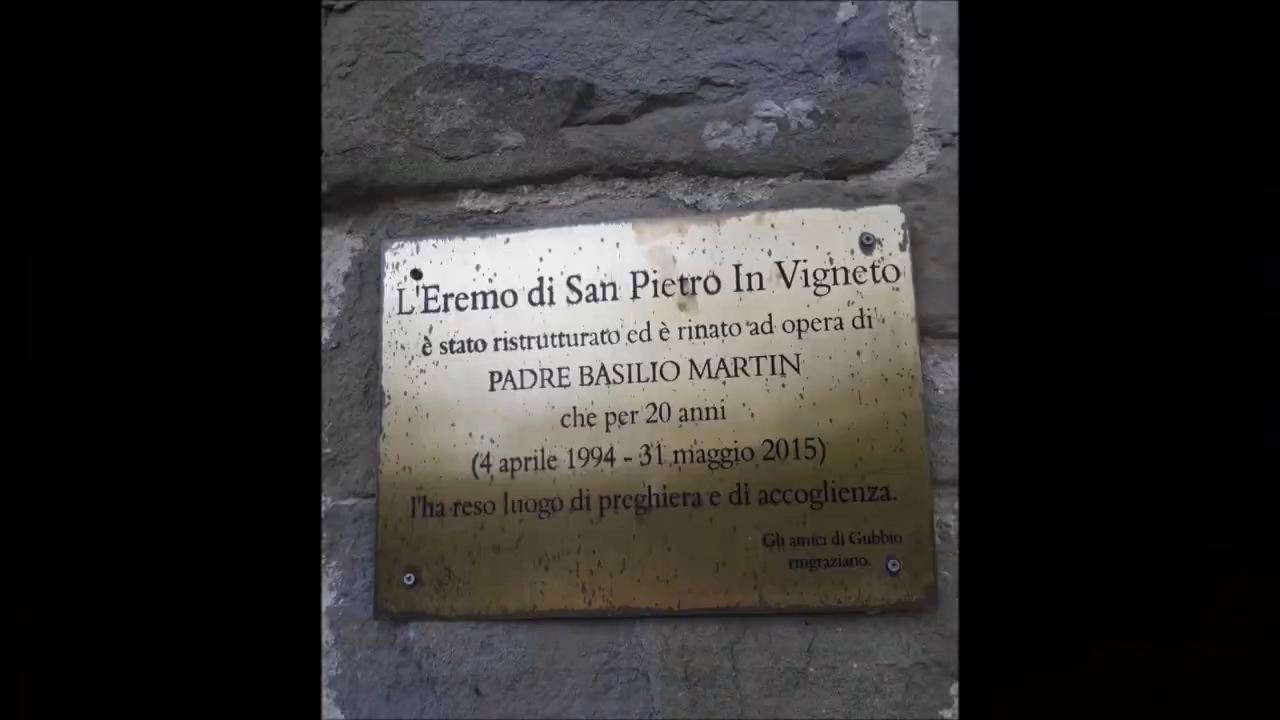 L'Eremo di San Pietro In Vigneto
è stato ristrutturato ed è rinato ad opera di
PADRE BASILIO MARTIN
che per 20 anni
(4 aprile 1994 - 31 maggio 2015)
l'ha reso luogo di preghiera e di accoglienza.
Gli amici di Gubbio
ringraziano.